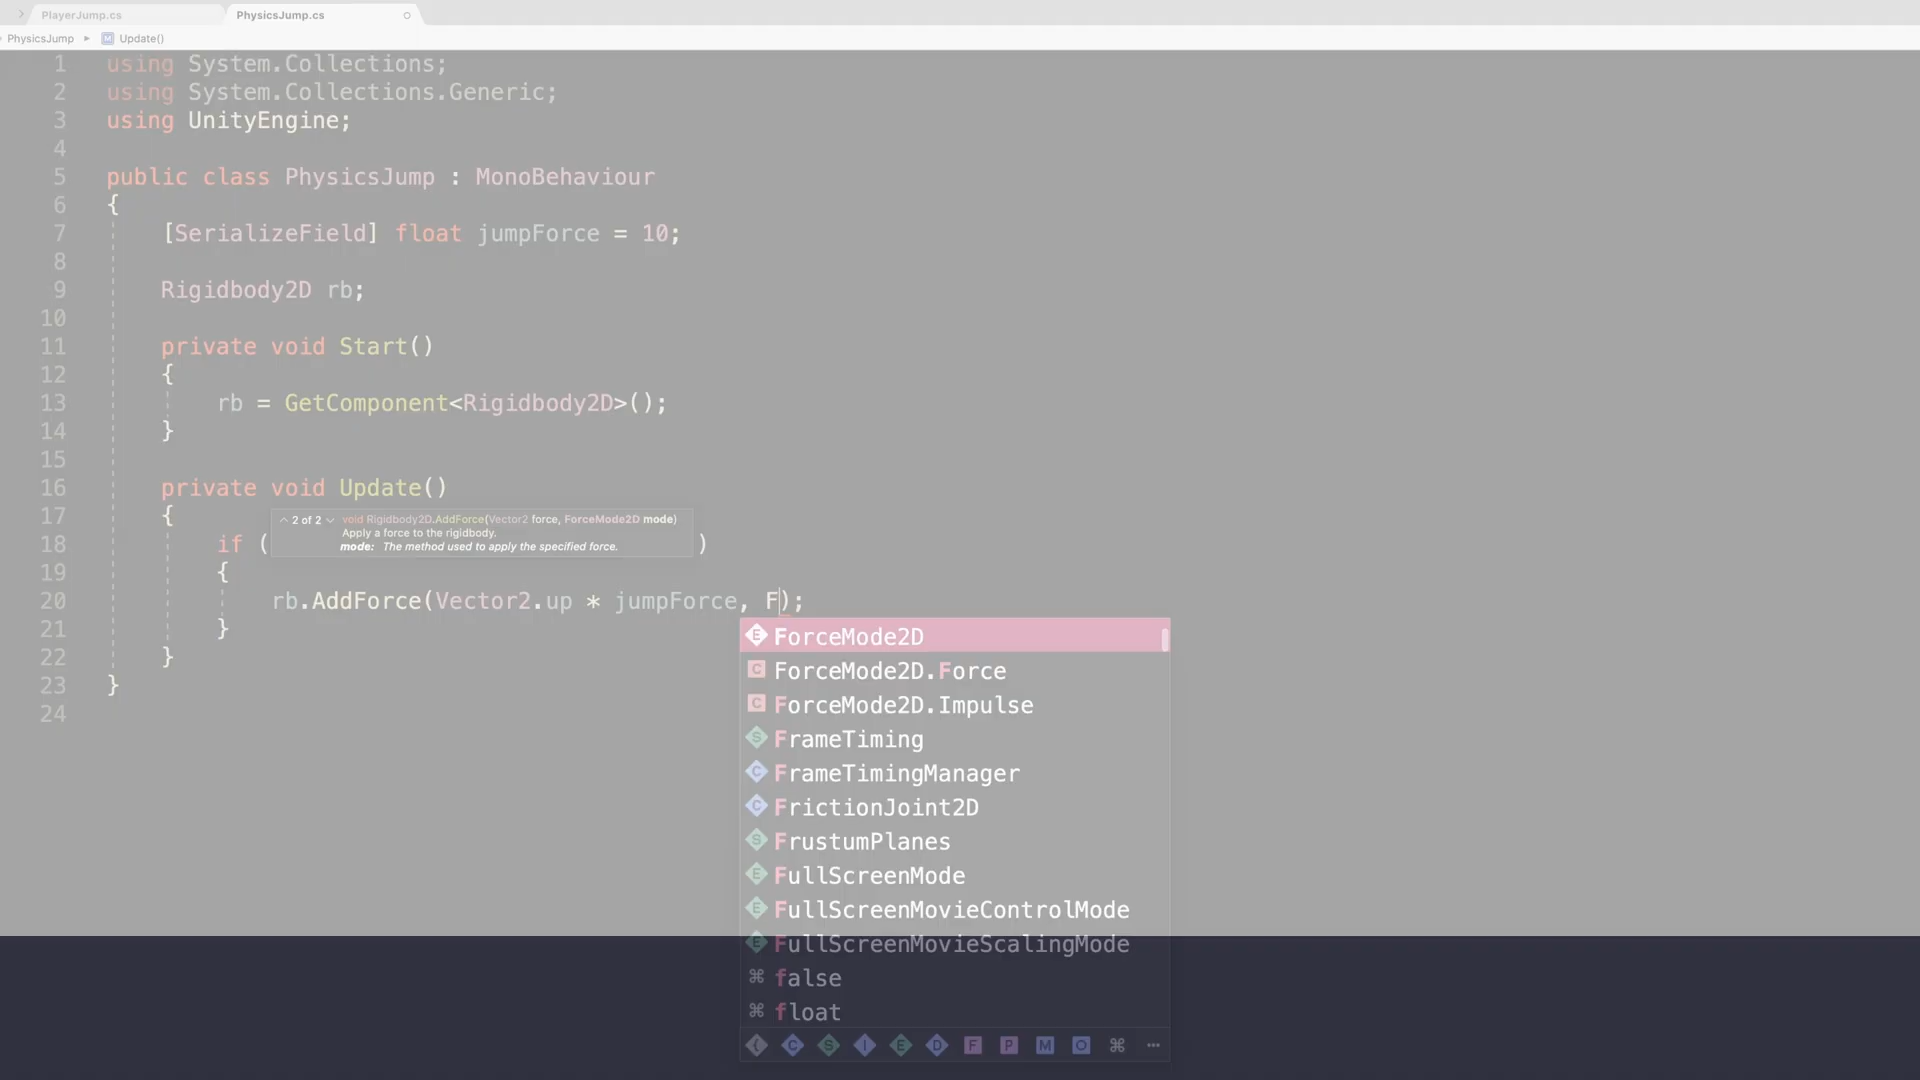 PlayerJump.cs
PhysicsJump.cs
PhysicsJump
M Update()
1 using System.Collections;
2 using System.Collections.Generic;
3 using UnityEngine;
4
5 public class PhysicsJump : MonoBehaviour
6 {
7 [SerializeField] float jumpForce = 10;
8
9 Rigidbody2D rb;
10
11 private void Start()
12 {
13 rb = GetComponent<Rigidbody2D>();
14 }
15
16 private void Update()
17 {
2 of 2 void Rigidbody2D.AddForce(Vector2 force, ForceMode2D mode)
Apply a force to the rigidbody.
mode: The method used to apply the specified force.
18 if ( )
19 {
20 rb.AddForce(Vector2.up * jumpForce, F);
21 }
22 }
23 }
24
E ForceMode2D
C ForceMode2D.Force
C ForceMode2D.Impulse
S FrameTiming
C FrameTimingManager
C FrictionJoint2D
S FrustumPlanes
E FullScreenMode
E FullScreenMovieControlMode
E FullScreenMovieScalingMode
⌘ false
⌘ float
( C S I E D F P M O ⌘ ...